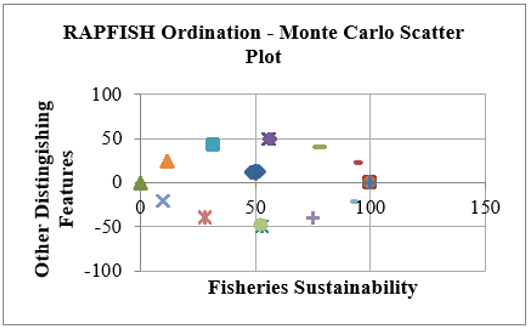 RAPFISH Ordination - Monte Carlo Scatter
Plot
Other Distingishing
Features
100
50
0
-50
-100
0
50
100
150
Fisheries Sustainability